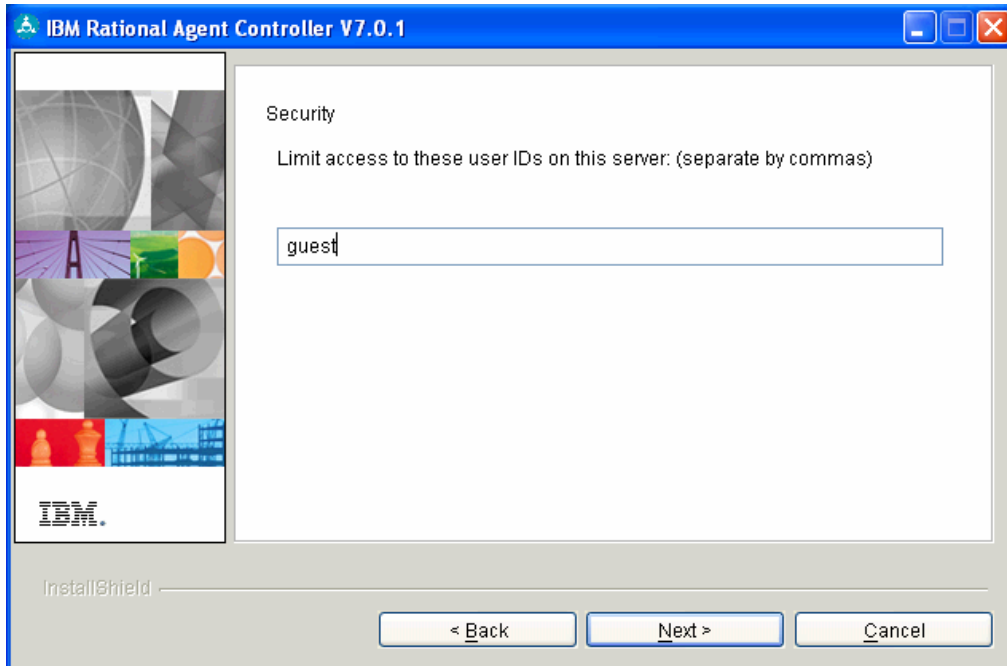 IBM Rational Agent Controller V7.0.1
Security
Limit access to these user IDs on this server: (separate by commas)
guest
IBM.
InstallShield
< Back
Next >
Cancel